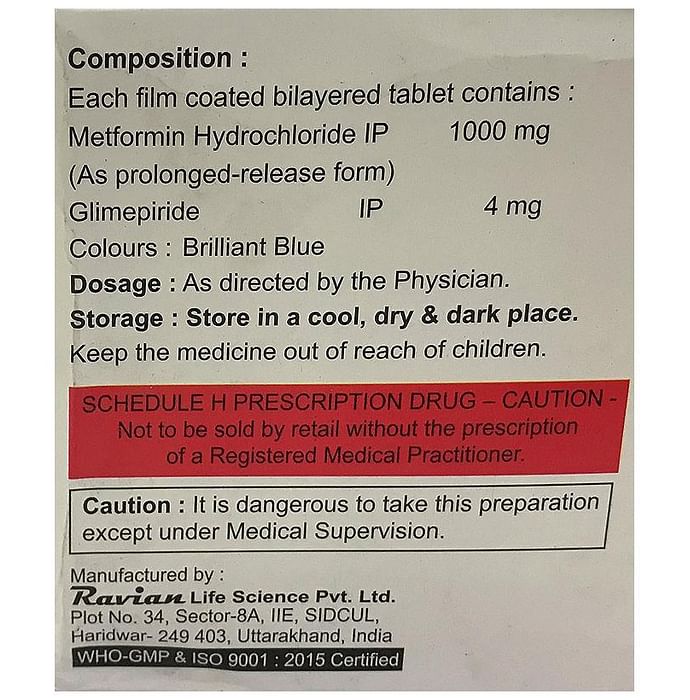 Composition :
Each film coated bilayered tablet contains :
Metformin Hydrochloride IP 1000 mg
(As prolonged-release form)
Glimepiride IP 4 mg
Colours : Brilliant Blue
Dosage : As directed by the Physician.
Storage : Store in a cool, dry & dark place.
Keep the medicine out of reach of children.
SCHEDULE H PRESCRIPTION DRUG – CAUTION -
Not to be sold by retail without the prescription
of a Registered Medical Practitioner.
Caution : It is dangerous to take this preparation
except under Medical Supervision.
Manufactured by :
Ravian Life Science Pvt. Ltd.
Plot No. 34, Sector-8A, IIE, SIDCUL,
Haridwar- 249 403, Uttarakhand, India
WHO-GMP & ISO 9001 : 2015 Certified